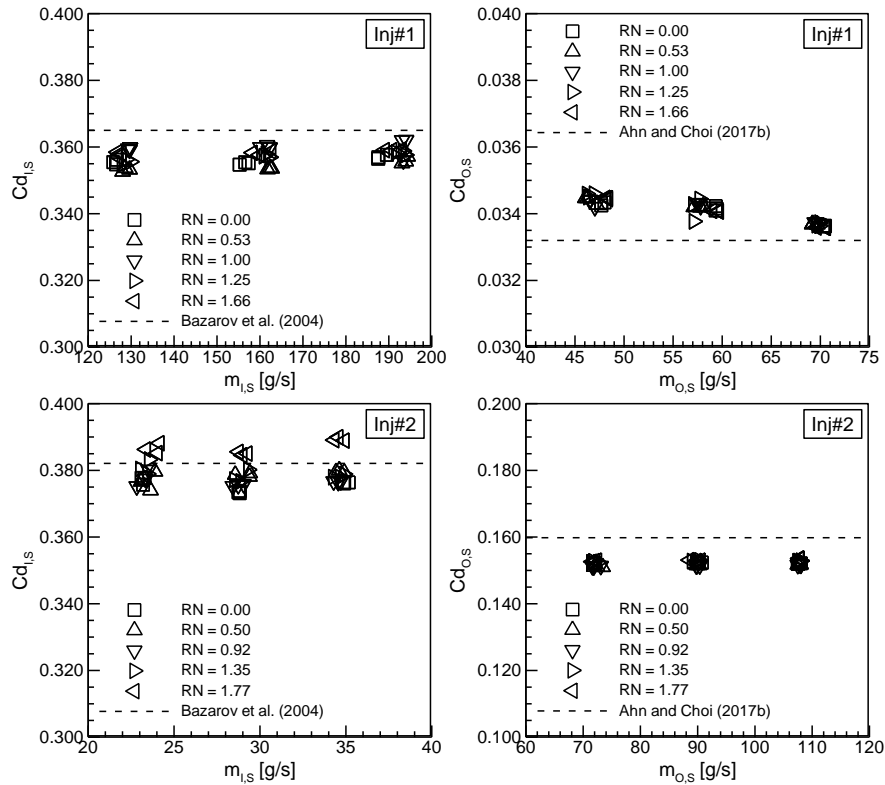 Inj#1
Cd_I,S
0.400
0.380
0.360
0.340
0.320
0.300
RN = 0.00
RN = 0.53
RN = 1.00
RN = 1.25
RN = 1.66
Bazarov et al. (2004)
120 130 140 150 160 170 180 190 200
m_I,S [g/s]
Inj#1
Cd_O,S
0.040
0.038
0.036
0.034
0.032
0.030
RN = 0.00
RN = 0.53
RN = 1.00
RN = 1.25
RN = 1.66
Ahn and Choi (2017b)
40 45 50 55 60 65 70 75
m_O,S [g/s]
Inj#2
Cd_I,S
0.400
0.380
0.360
0.340
0.320
0.300
RN = 0.00
RN = 0.50
RN = 0.92
RN = 1.35
RN = 1.77
Bazarov et al. (2004)
20 25 30 35 40
m_I,S [g/s]
Inj#2
Cd_O,S
0.200
0.180
0.160
0.140
0.120
0.100
RN = 0.00
RN = 0.50
RN = 0.92
RN = 1.35
RN = 1.77
Ahn and Choi (2017b)
60 70 80 90 100 110 120
m_O,S [g/s]